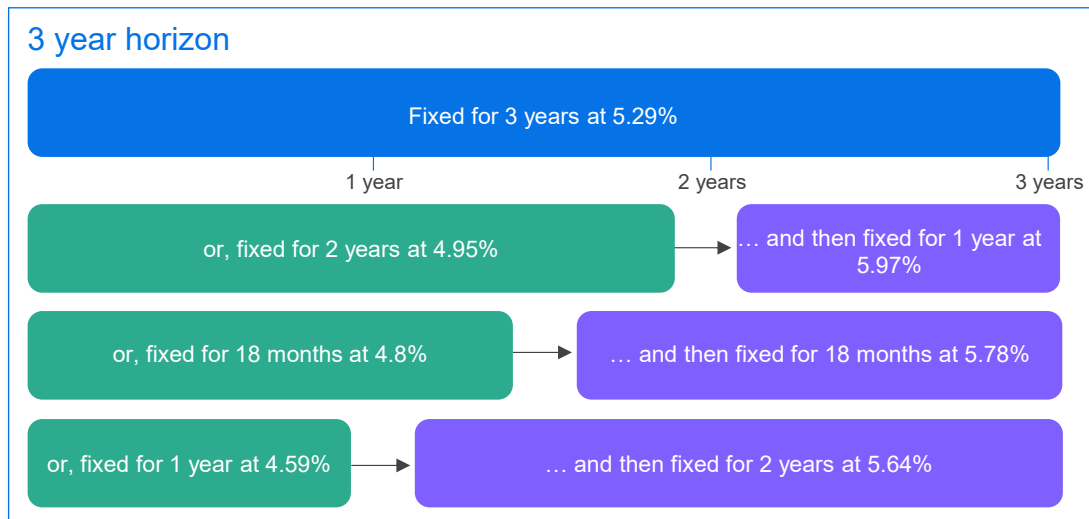 3 year horizon
Fixed for 3 years at 5.29%
1 year
2 years
3 years
or, fixed for 2 years at 4.95%
… and then fixed for 1 year at
5.97%
or, fixed for 18 months at 4.8%
… and then fixed for 18 months at 5.78%
or, fixed for 1 year at 4.59%
… and then fixed for 2 years at 5.64%